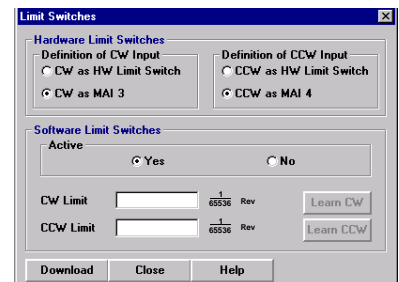 Limit Switches
Hardware Limit Switches
Definition of CW Input
CW as HW Limit Switch
CW as MAI 3
Definition of CCW Input
CCW as HW Limit Switch
CCW as MAI 4
Software Limit Switches
Active
Yes No
CW Limit 1/65536 Rev Learn CW
CCW Limit 1/65536 Rev Learn CCW
Download Close Help